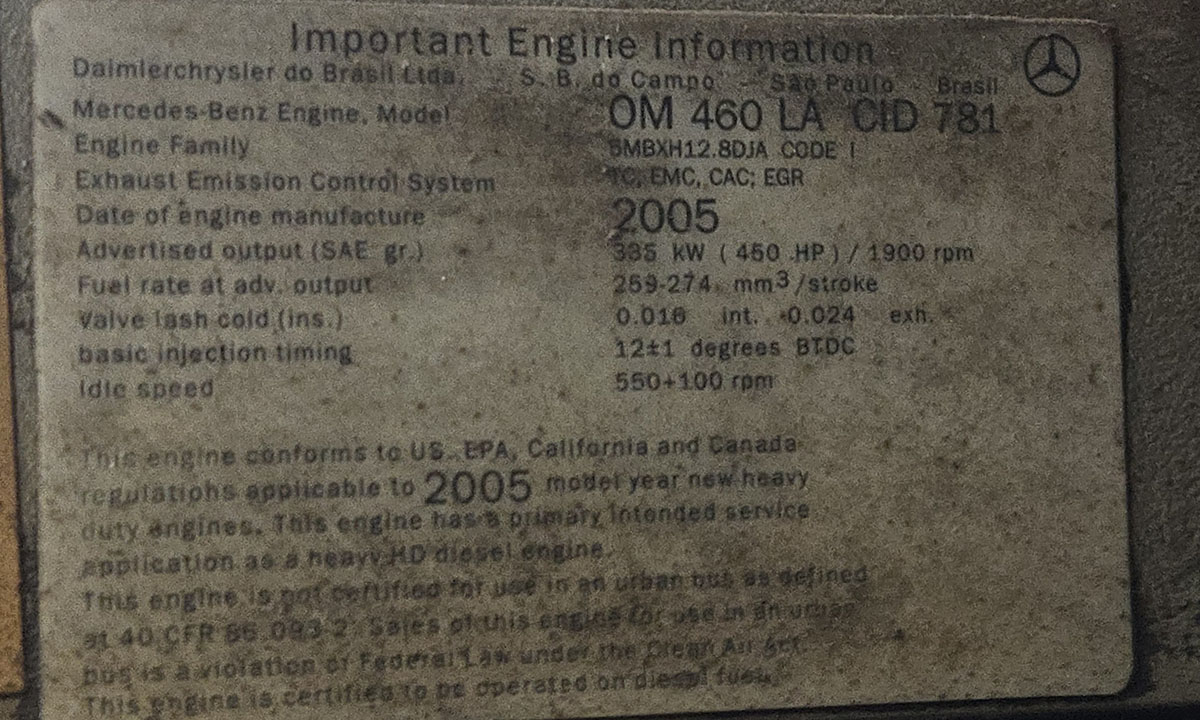 Important Engine Information
Daimlerchrysler do Brasil Ltda. S. B. do Campo - São Paulo - Brasil
Mercedes-Benz Engine, Model OM 460 LA CID 781
Engine Family 5MBXH12.8DJA CODE I
Exhaust Emission Control System TC, EMC, CAC; EGR
Date of engine manufacture 2005
Advertised output (SAE gr.) 335 kW ( 450 HP ) / 1900 rpm
Fuel rate at adv. output 259-274 mm3/stroke
Valve lash cold (ins.) 0.016 int. -0.024 exh.
basic injection timing 12±1 degrees BTDC
Idle speed 550+100 rpm
This engine conforms to US. EPA, California and Canada
regulations applicable to 2005 model year new heavy
duty engines. This engine has a primary intended service
application as a heavy HD diesel engine.
This engine is not certified for use in an urban bus as defined
at 40 CFR 86.093-2. Sales of this engine for use in an urban
bus is a violation of Federal Law under the Clean Air Act.
This engine is certified to be operated on diesel fuel.